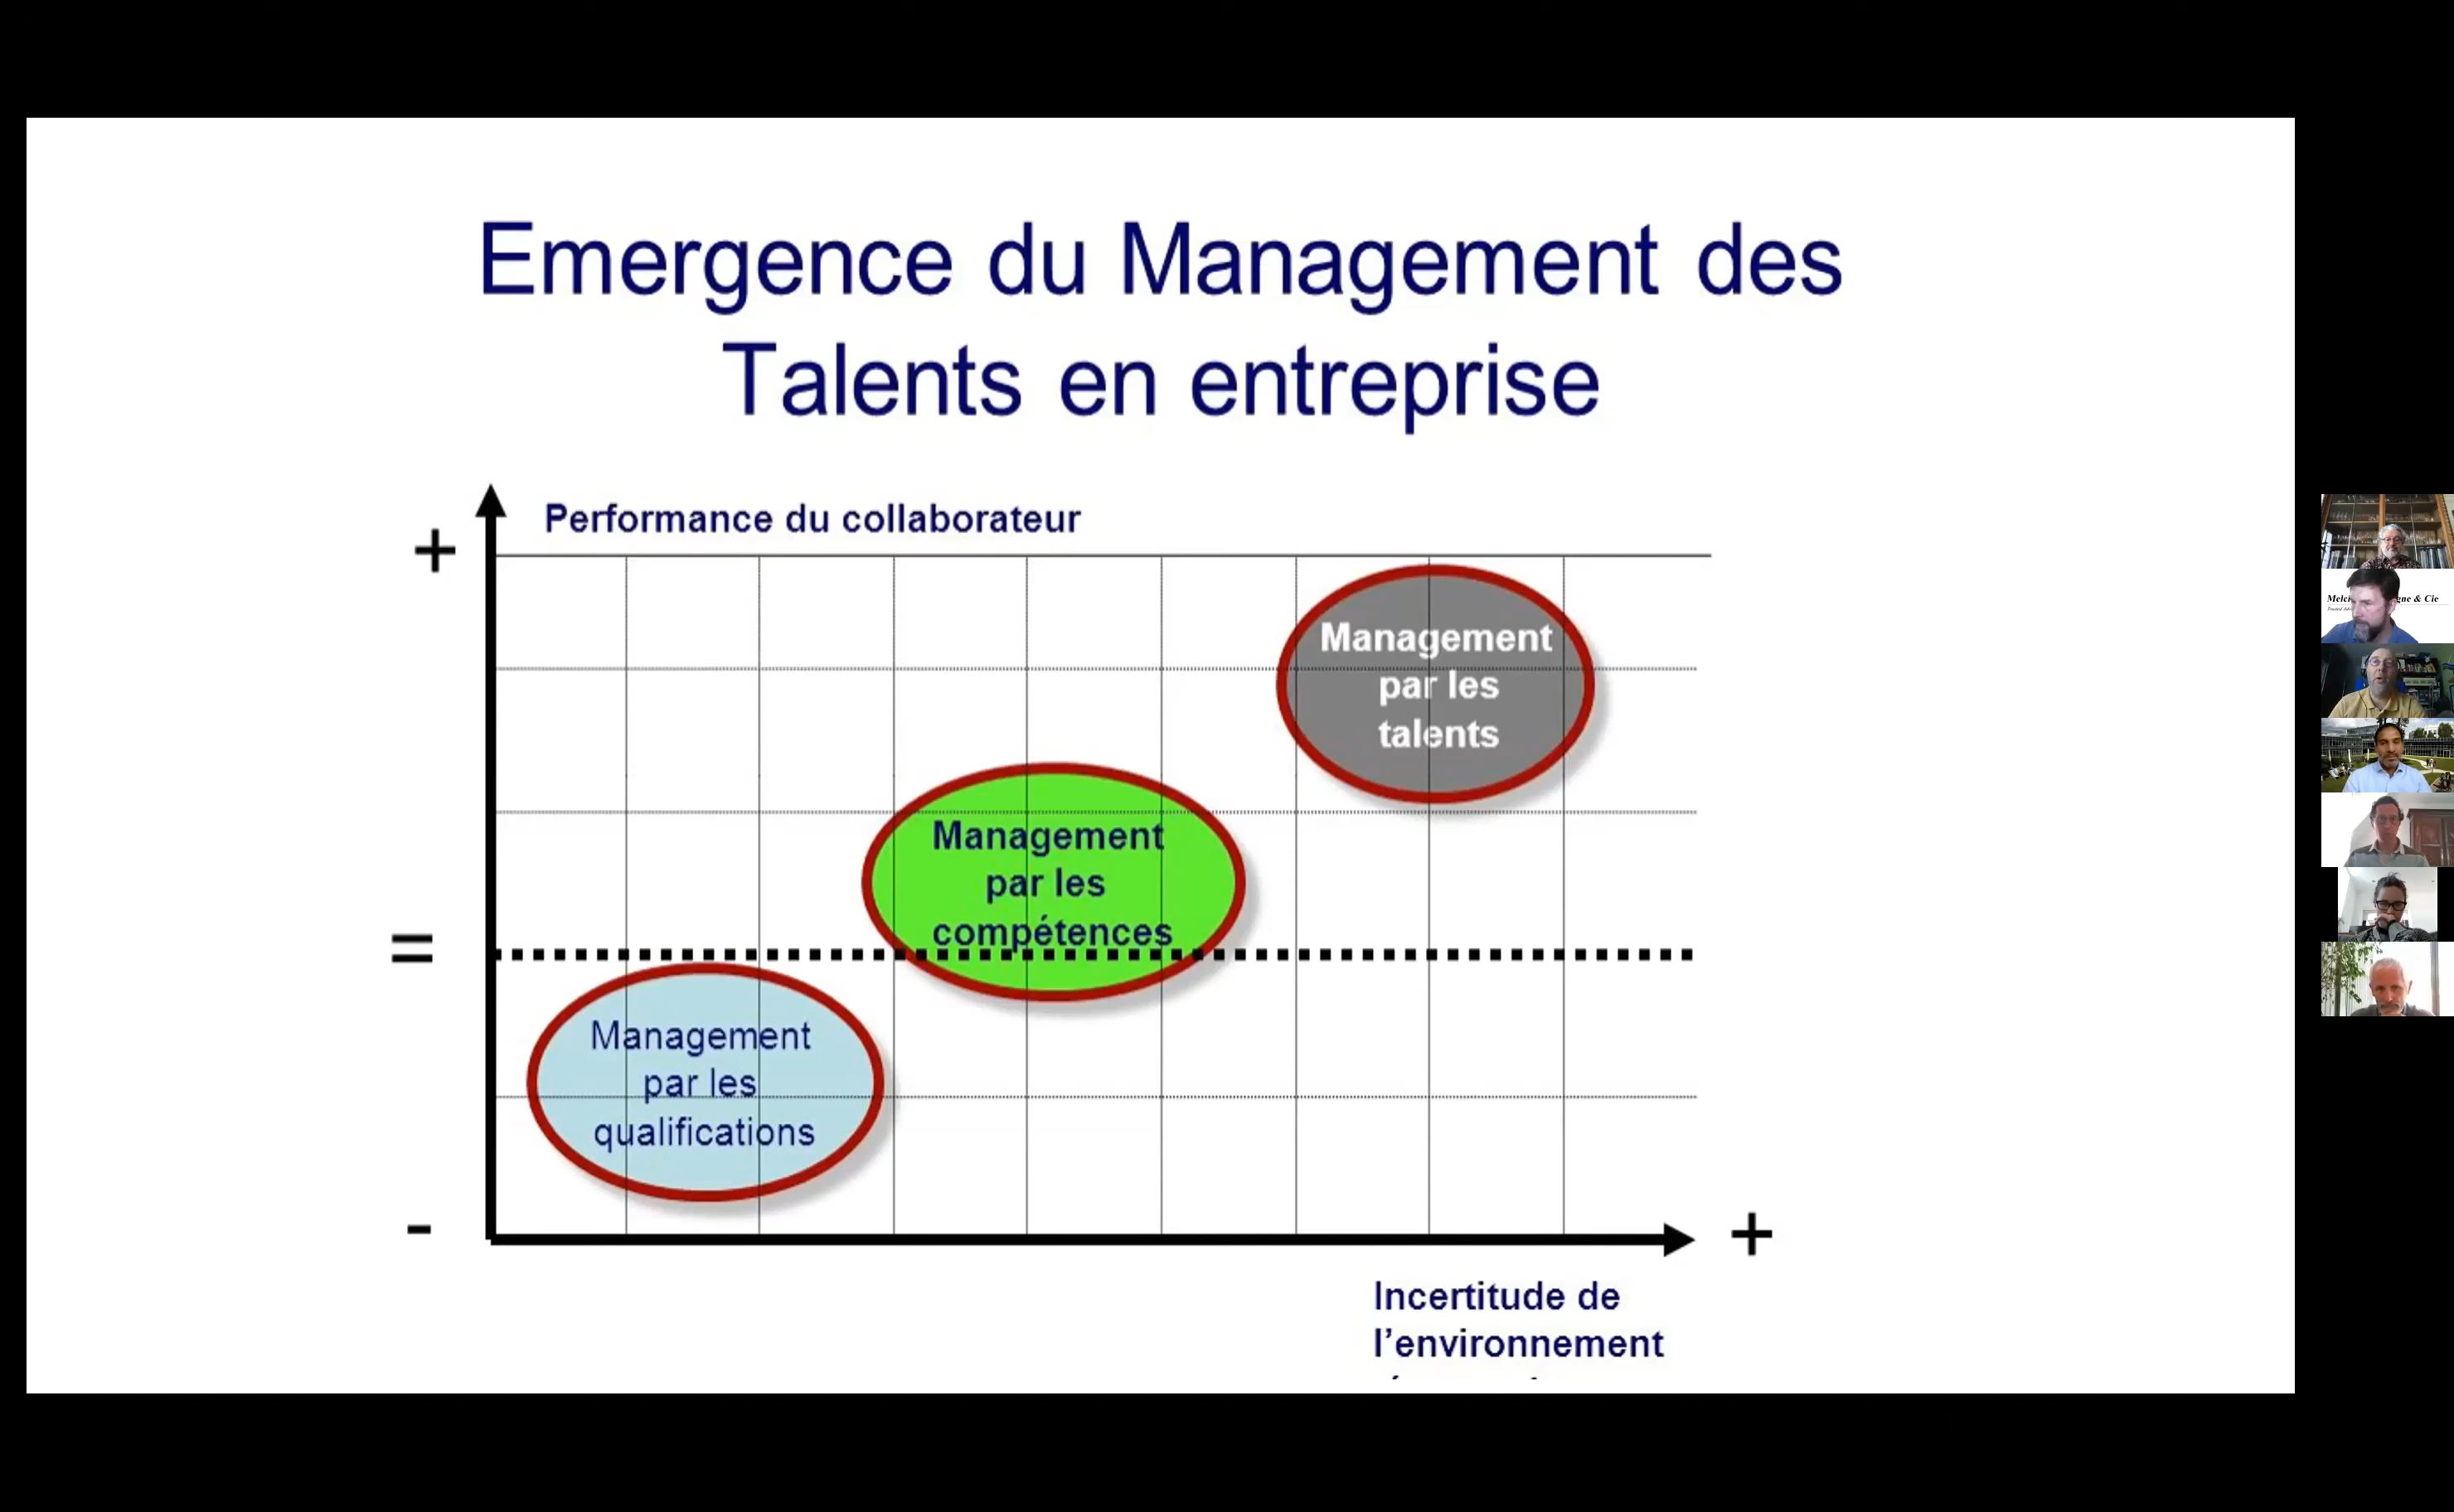 Emergence du Management des
Talents en entreprise
Performance du collaborateur
+
Management
par les
talents
Management
par les
compétences
=
Management
par les
qualifications
-
+
Incertitude de
l'environnement
& Cie